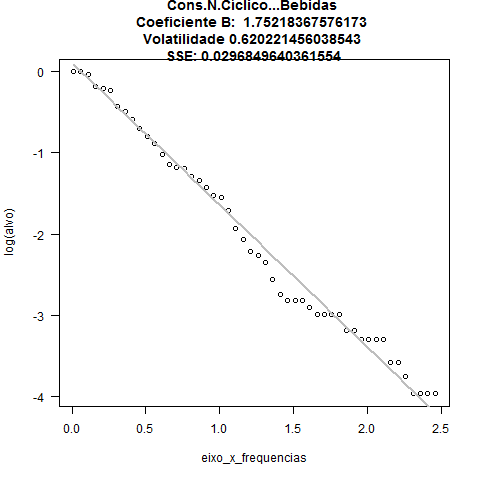 Cons.N.Ciclico...Bebidas
Coeficiente B:  1.75218367576173
Volatilidade 0.620221456038543
SSE: 0.0296849640361554
0
-1
-2
-3
-4
log(alvo)
0.0
0.5
1.0
1.5
2.0
2.5
eixo_x_frequencias